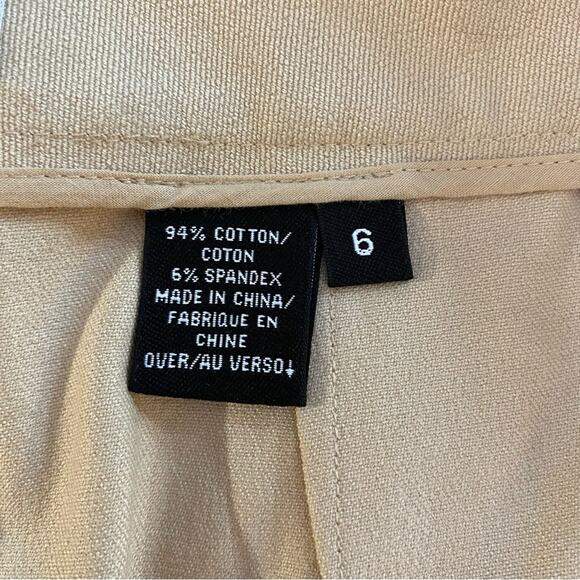 94% COTTON/
COTON
6% SPANDEX
MADE IN CHINA/
FABRIQUE EN
CHINE
OVER/AU VERSO↓
6